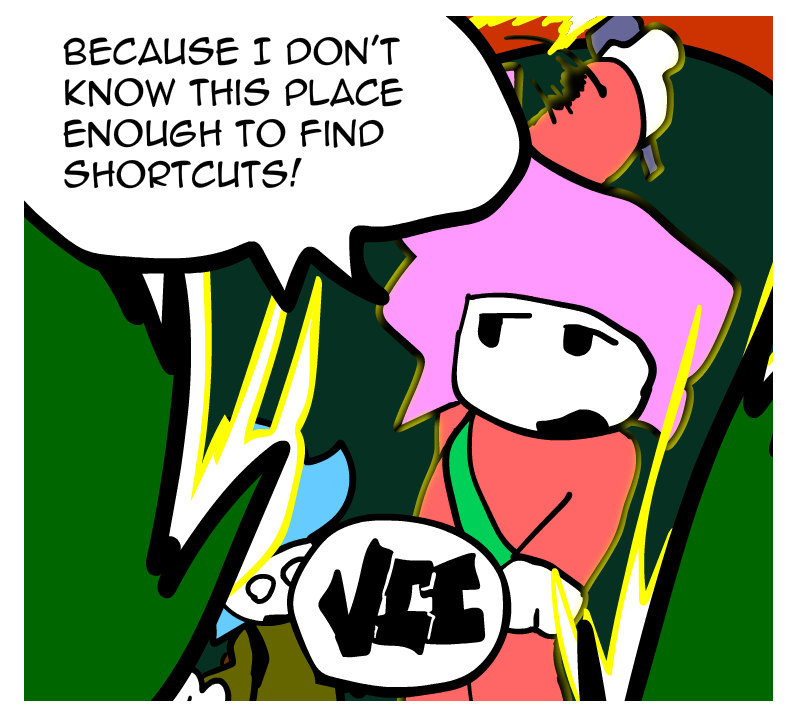 BECAUSE I DON'T
KNOW THIS PLACE
ENOUGH TO FIND
SHORTCUTS!